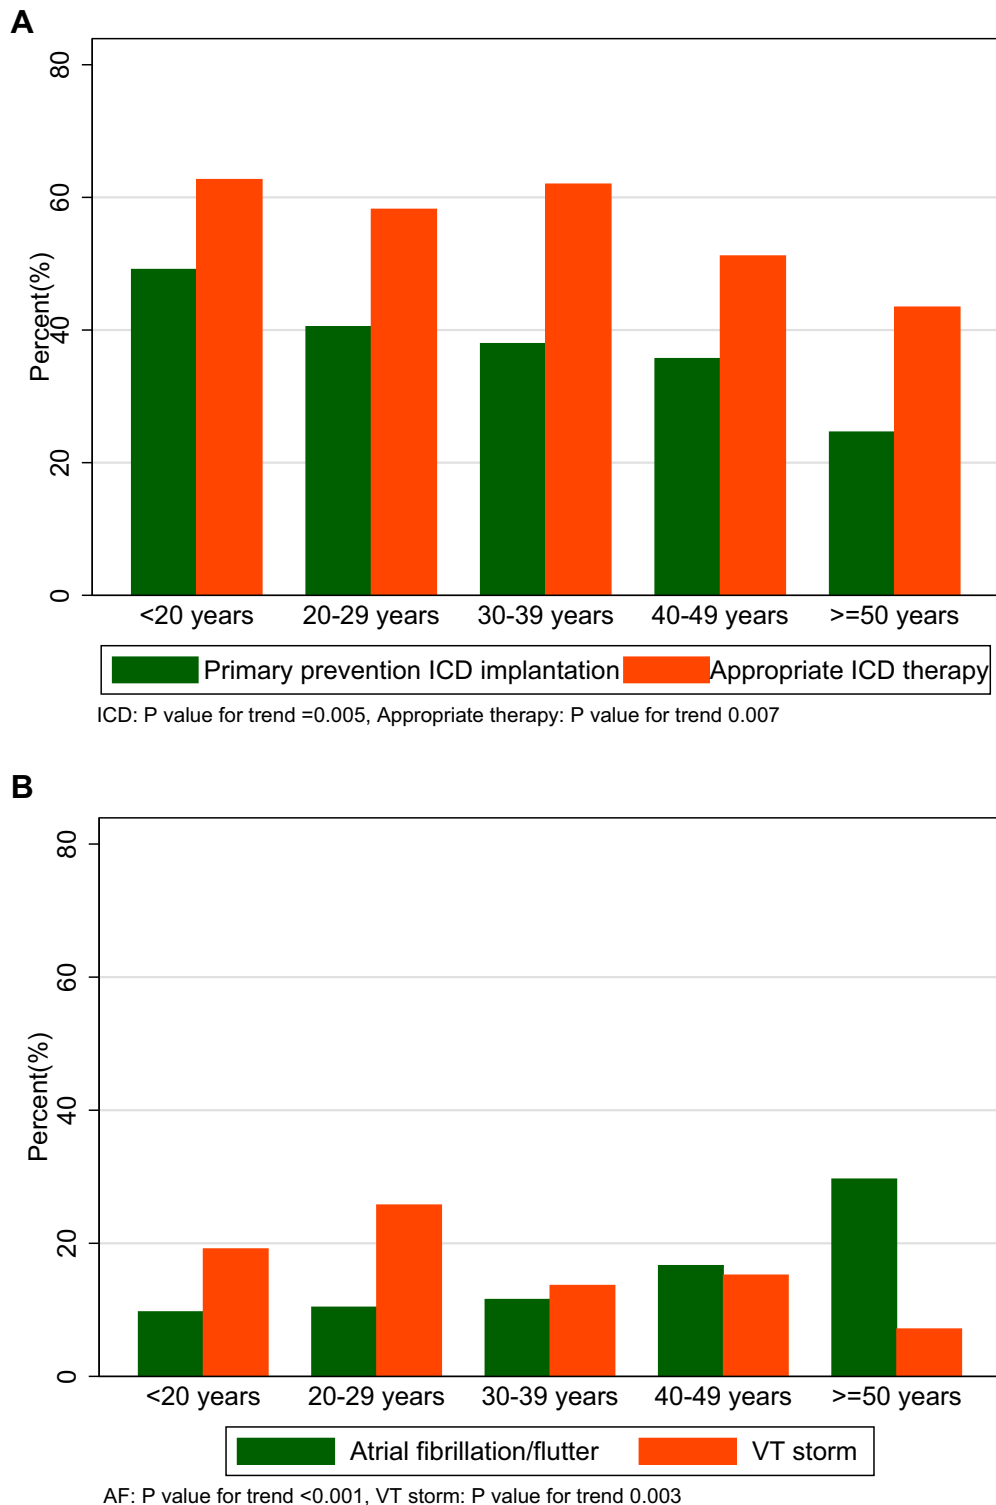 A
80
60
40
20
0
Percent(%)
<20 years 20-29 years 30-39 years 40-49 years >=50 years
Primary prevention ICD implantation Appropriate ICD therapy
ICD: P value for trend =0.005, Appropriate therapy: P value for trend 0.007
B
80
60
40
20
0
Percent(%)
<20 years 20-29 years 30-39 years 40-49 years >=50 years
Atrial fibrillation/flutter VT storm
AF: P value for trend <0.001, VT storm: P value for trend 0.003